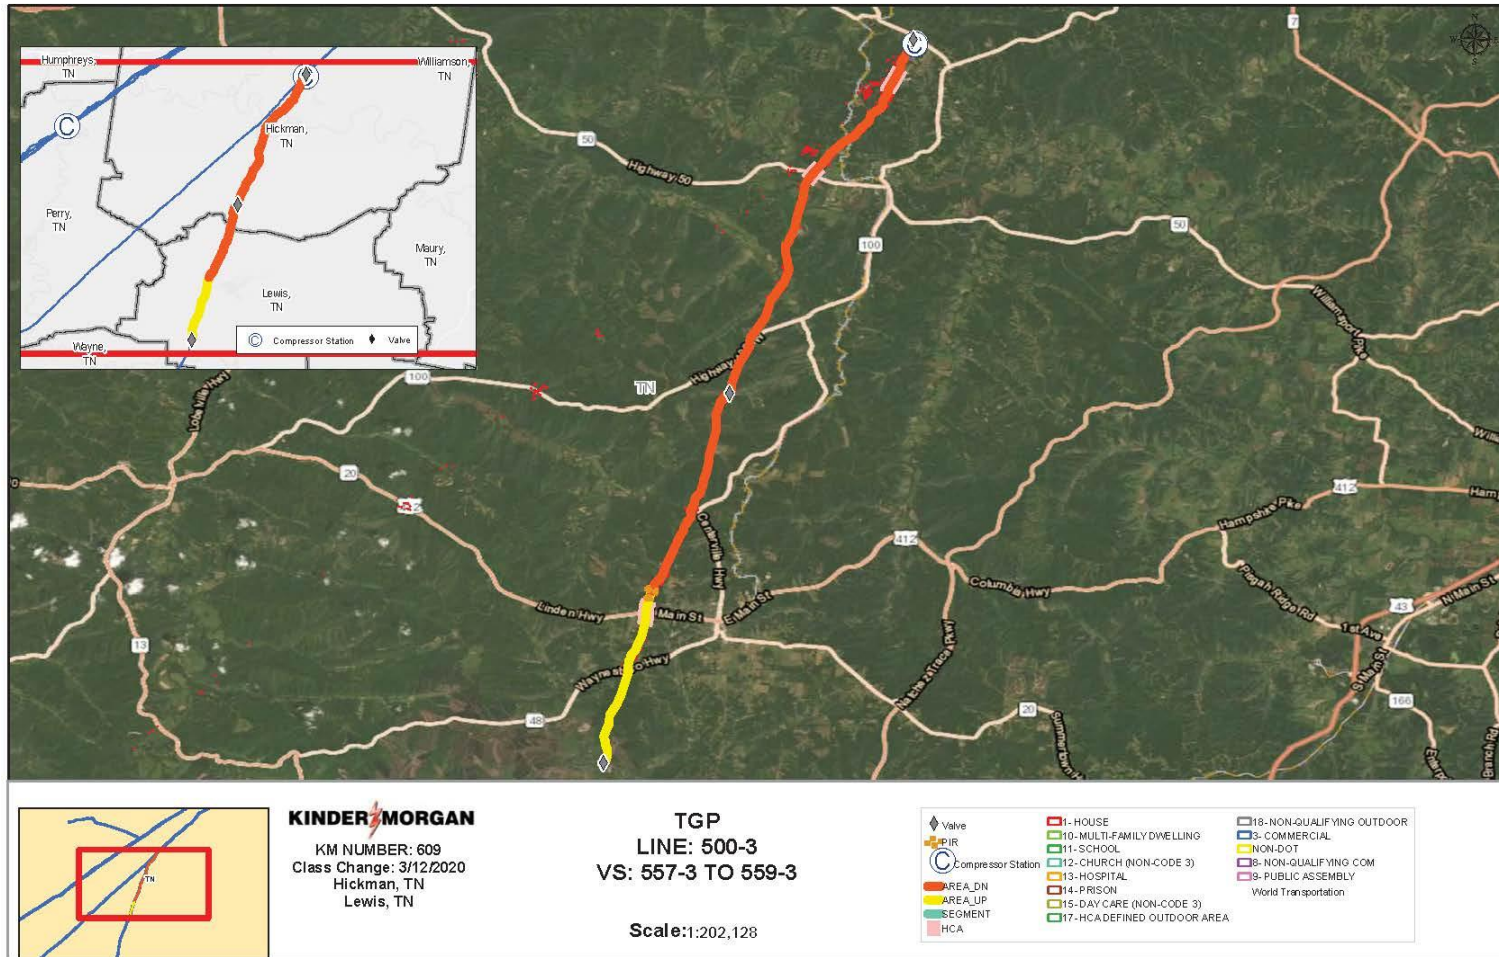 Humphreys,
TN
Williamson,
TN
Hickman,
TN
Perry,
TN
Maury,
TN
Lewis,
TN
Wayne,
TN
C
C
Compressor Station
Valve
N
W
E
S
C
7
50
Highway 50
50
100
Williamsport Pike
TN
100
Lobelville Hwy
20
412
Hampshire Pike
412
Centerville Hwy
Linden Hwy
Main St
E Main St
Columbia Hwy
Pisgah Ridge Rd
43
N Main St
1st Ave
S Main St
13
Waynesboro Hwy
Natchez Trace Pkwy
48
20
166
Branch Rd
TN
KINDER MORGAN
KM NUMBER: 609
Class Change: 3/12/2020
Hickman, TN
Lewis, TN
TGP
LINE: 500-3
VS: 557-3 TO 559-3
Scale:1:202,128
Valve
PIR
Compressor Station
AREA_DN
AREA_UP
SEGMENT
HCA
1- HOUSE
10- MULTI-FAMILY DWELLING
11- SCHOOL
12- CHURCH (NON-CODE 3)
13- HOSPITAL
14- PRISON
15- DAY CARE (NON-CODE 3)
17- HCA DEFINED OUTDOOR AREA
18- NON-QUALIFYING OUTDOOR
3- COMMERCIAL
NON-DOT
8- NON-QUALIFYING COM
9- PUBLIC ASSEMBLY
World Transportation